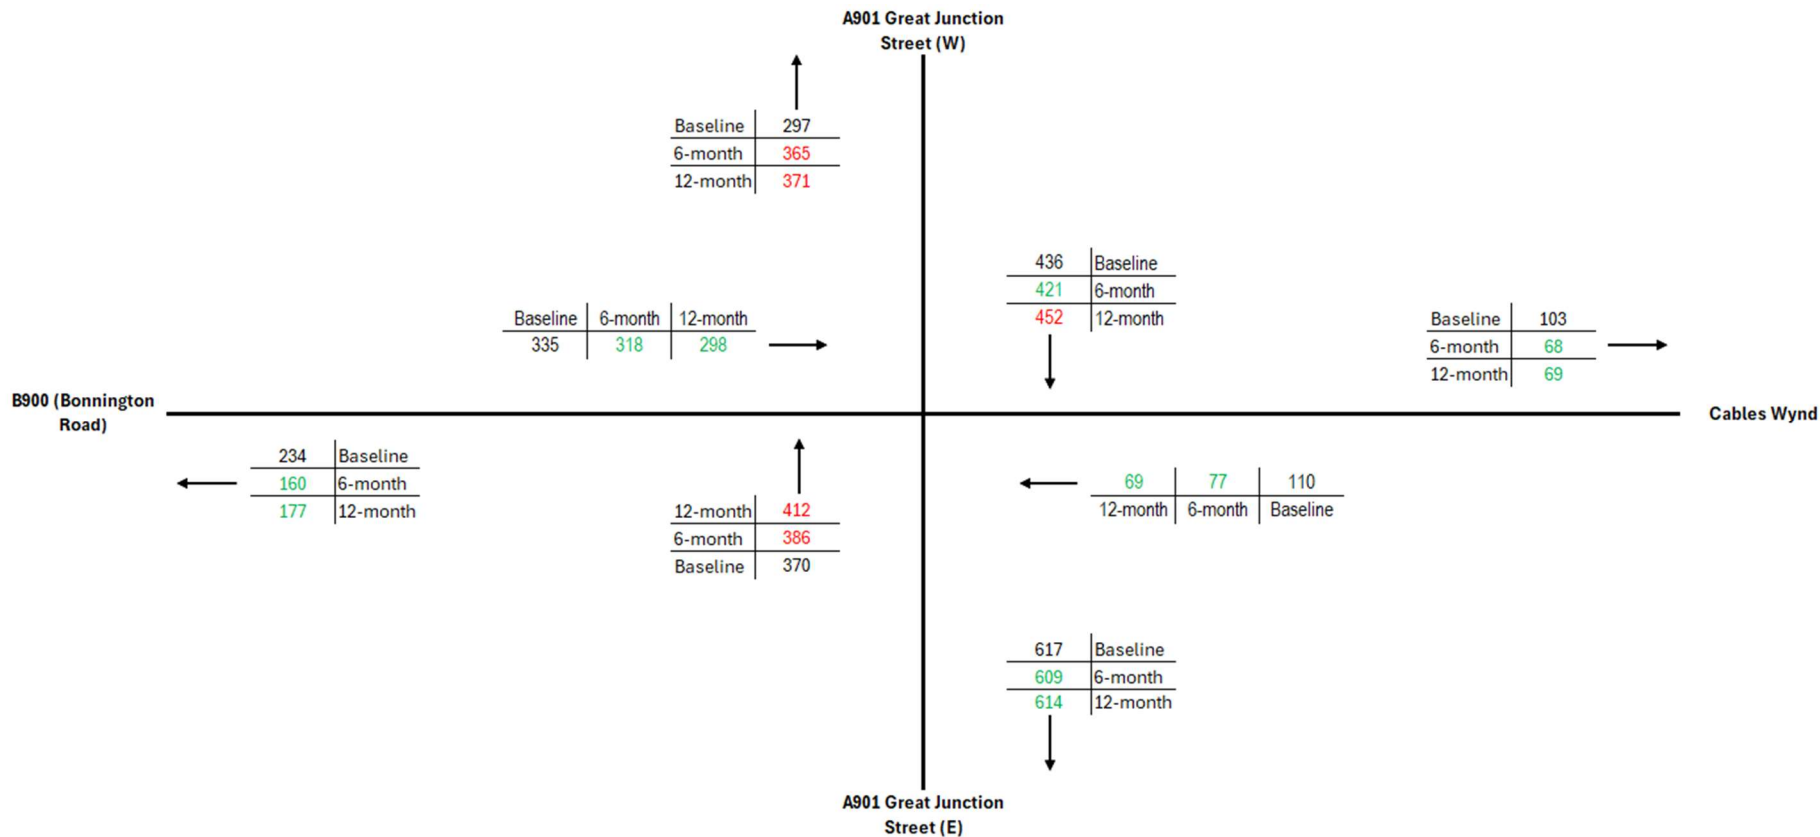 A901 Great Junction
Street (W)
Baseline 297
6-month 365
12-month 371
436 Baseline
421 6-month
452 12-month
Baseline 6-month 12-month
335 318 298
Baseline 103
6-month 68
12-month 69
B900 (Bonnington
Road)
Cables Wynd
234 Baseline
160 6-month
177 12-month
12-month 412
6-month 386
Baseline 370
69 77 110
12-month 6-month Baseline
617 Baseline
609 6-month
614 12-month
A901 Great Junction
Street (E)